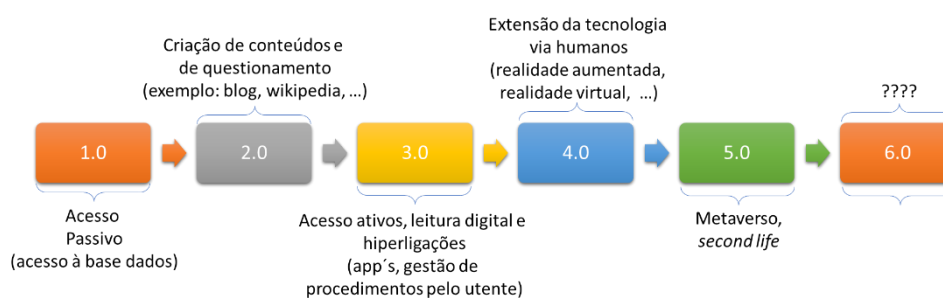 Criação de conteúdos e
de questionamento
(exemplo: blog, wikipedia, ...)
Extensão da tecnologia
via humanos
(realidade aumentada,
realidade virtual, ...)
????
1.0
2.0
3.0
4.0
5.0
6.0
Acesso
Passivo
(acesso à base dados)
Acesso ativos, leitura digital e
hiperligações
(app´s, gestão de
procedimentos pelo utente)
Metaverso,
second life